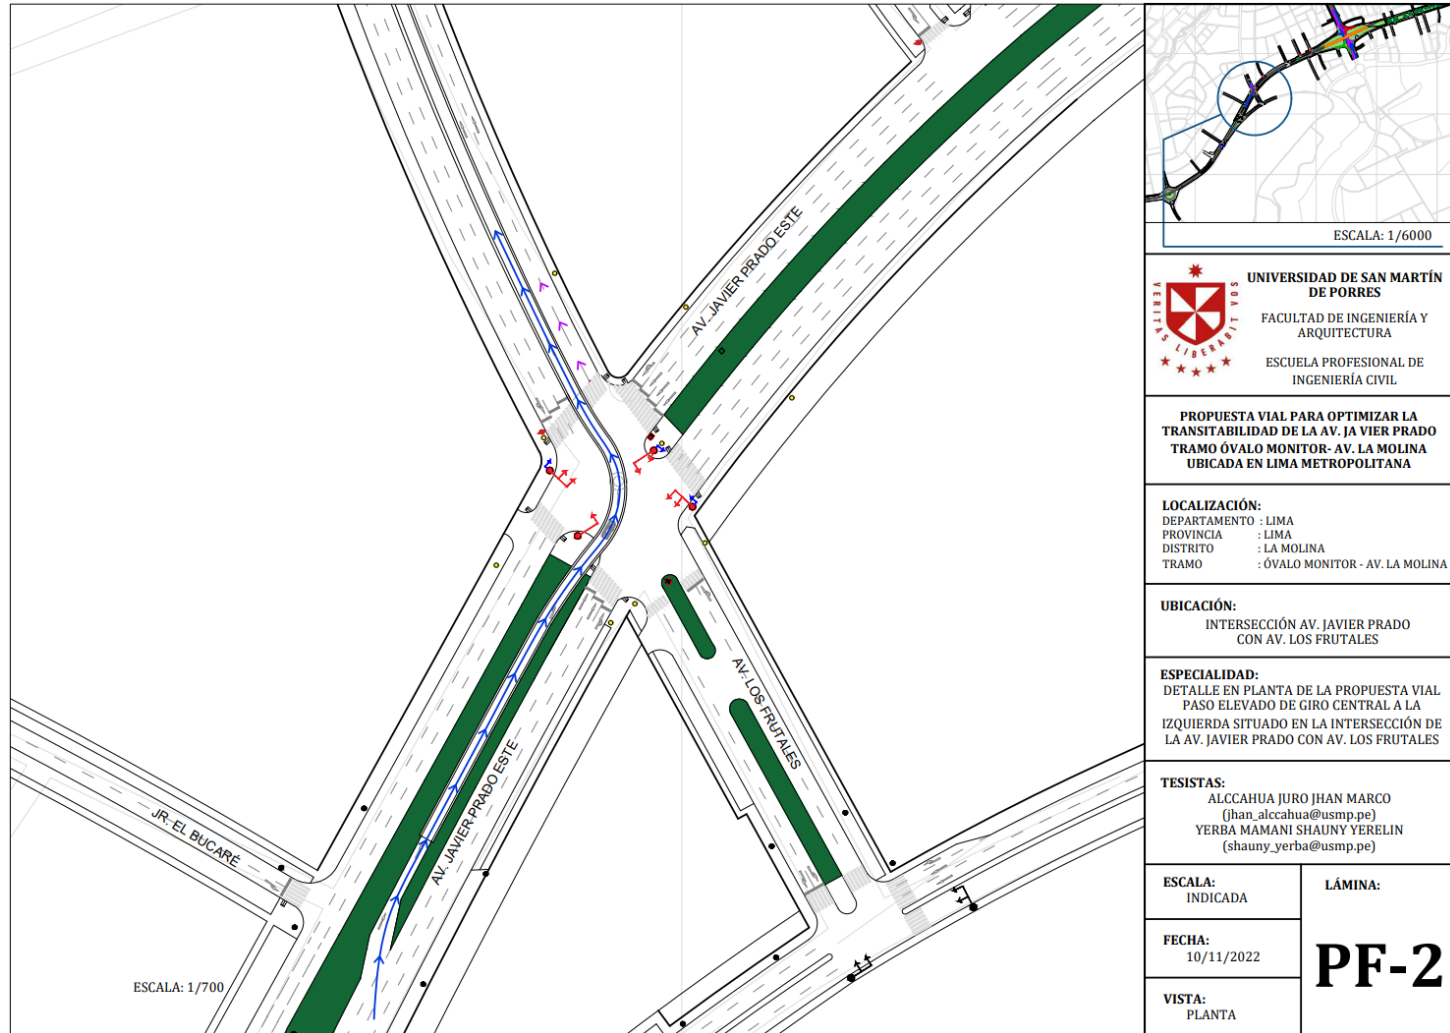 AV. JAVIER PRADO ESTE
AV. JAVIER PRADO ESTE
AV. LOS FRUTALES
JR. EL BUCARÉ
ESCALA: 1/700
ESCALA: 1/6000
VERITAS LIBERABIT VOS
UNIVERSIDAD DE SAN MARTÍN
DE PORRES
FACULTAD DE INGENIERÍA Y
ARQUITECTURA
ESCUELA PROFESIONAL DE
INGENIERÍA CIVIL
PROPUESTA VIAL PARA OPTIMIZAR LA
TRANSITABILIDAD DE LA AV. JA VIER PRADO
TRAMO ÓVALO MONITOR- AV. LA MOLINA
UBICADA EN LIMA METROPOLITANA
LOCALIZACIÓN:
DEPARTAMENTO : LIMA
PROVINCIA : LIMA
DISTRITO : LA MOLINA
TRAMO : ÓVALO MONITOR - AV. LA MOLINA
UBICACIÓN:
INTERSECCIÓN AV. JAVIER PRADO
CON AV. LOS FRUTALES
ESPECIALIDAD:
DETALLE EN PLANTA DE LA PROPUESTA VIAL
PASO ELEVADO DE GIRO CENTRAL A LA
IZQUIERDA SITUADO EN LA INTERSECCIÓN DE
LA AV. JAVIER PRADO CON AV. LOS FRUTALES
TESISTAS:
ALCCAHUA JURO JHAN MARCO
(jhan_alccahua@usmp.pe)
YERBA MAMANI SHAUNY YERELIN
(shauny_yerba@usmp.pe)
ESCALA:
INDICADA
FECHA:
10/11/2022
VISTA:
PLANTA
LÁMINA:
PF-2